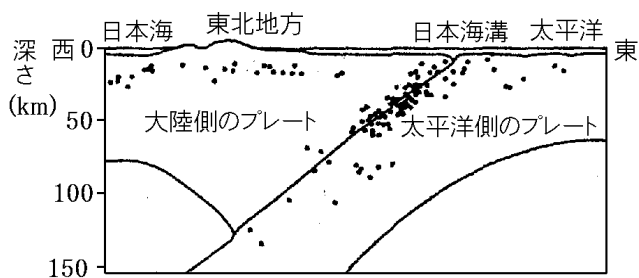 日本海 東北地方 日本海溝 太平洋
深さ(km)
西 東
0
50
100
150
大陸側のプレート 太平洋側のプレート